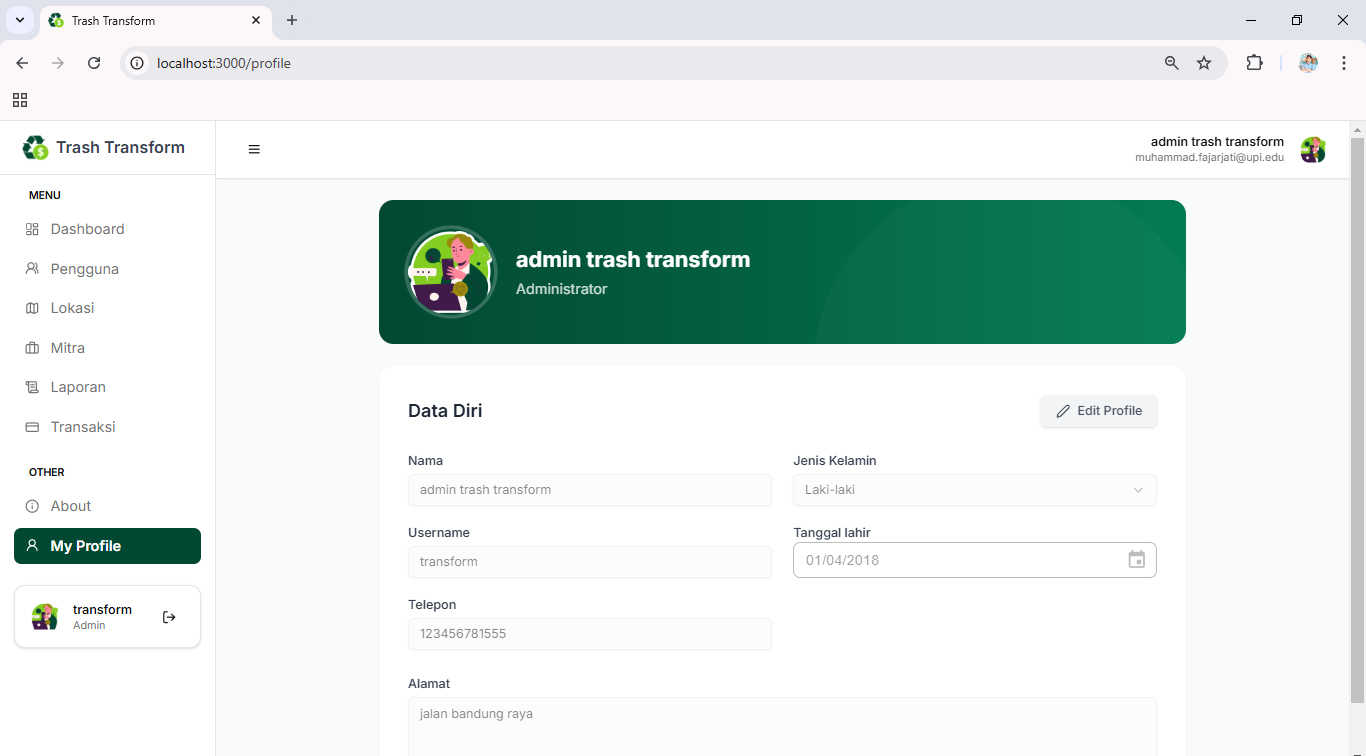 Trash Transform
localhost:3000/profile
Trash Transform
admin trash transform
muhammad.fajarjati@upi.edu
MENU
Dashboard
Pengguna
Lokasi
Mitra
Laporan
Transaksi
OTHER
About
My Profile
transform
Admin
admin trash transform
Administrator
Data Diri
Edit Profile
Nama
admin trash transform
Jenis Kelamin
Laki-laki
Username
transform
Tanggal lahir
01/04/2018
Telepon
123456781555
Alamat
jalan bandung raya